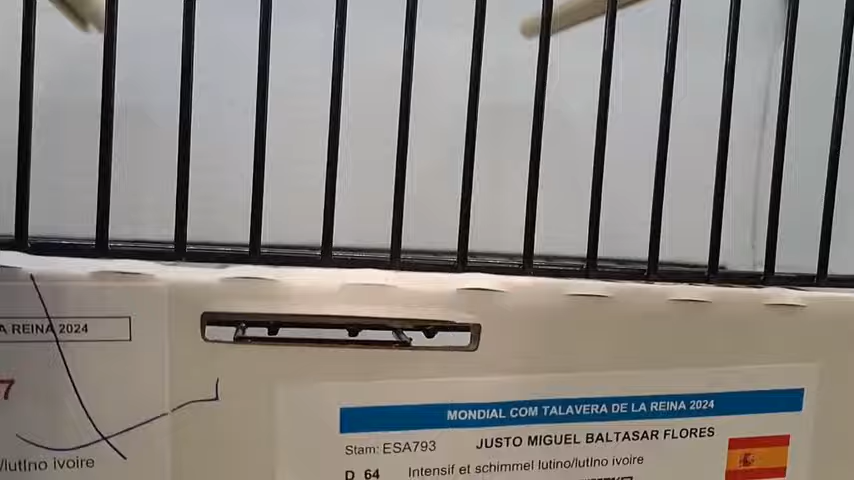 A REINA 2024
7
/lutino ivoire
MONDIAL COM TALAVERA DE LA REINA 2024
Stam: ESA793
JUSTO MIGUEL BALTASAR FLORES
D 64
Intensif et schimmel lutino/lutino ivoire